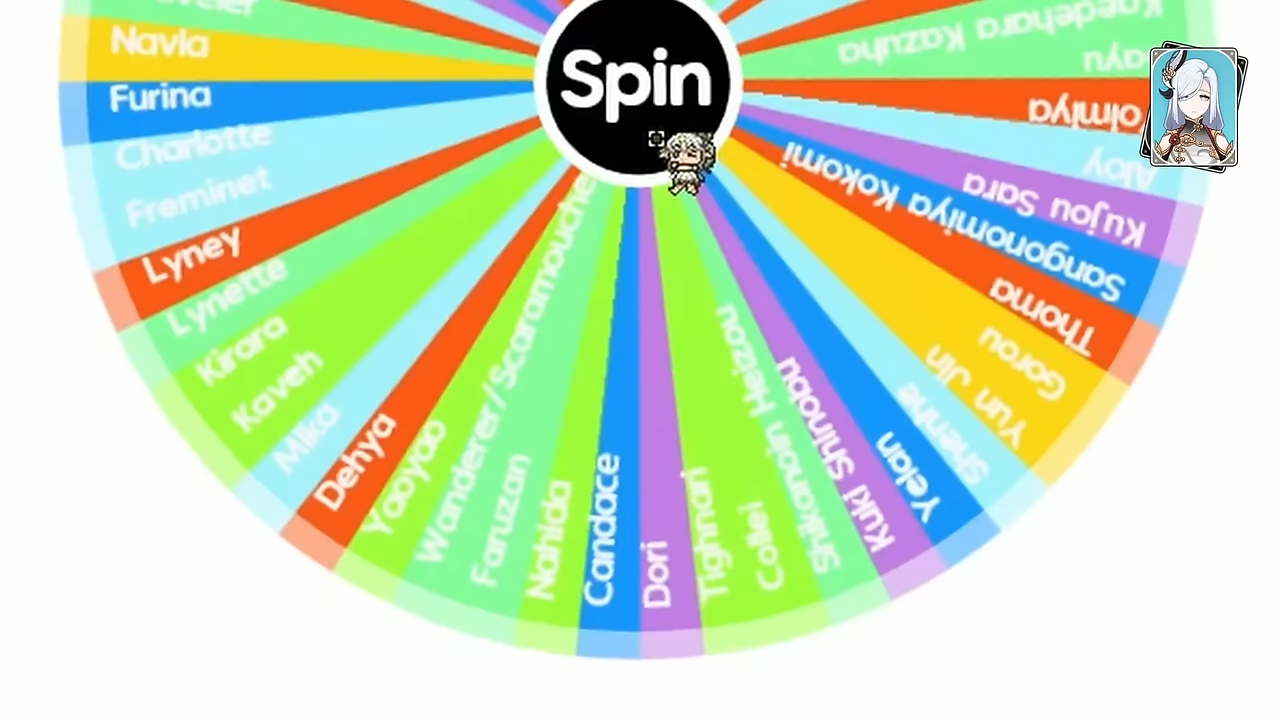 Navia
Furina
Charlotte
Freminet
Lyney
Lynette
Kirara
Kaveh
Mika
Dehya
Yaoyao
Wanderer / Scaramouche
Faruzan
Nahida
Candace
Dori
Tighnari
Collei
Shikanoin Heizou
Kuki Shinobu
Yelan
Shenhe
Yun Jin
Gorou
Thoma
Sangonomiya Kokomi
Kujou Sara
Aloy
Kaedehara Kazuha
Spin